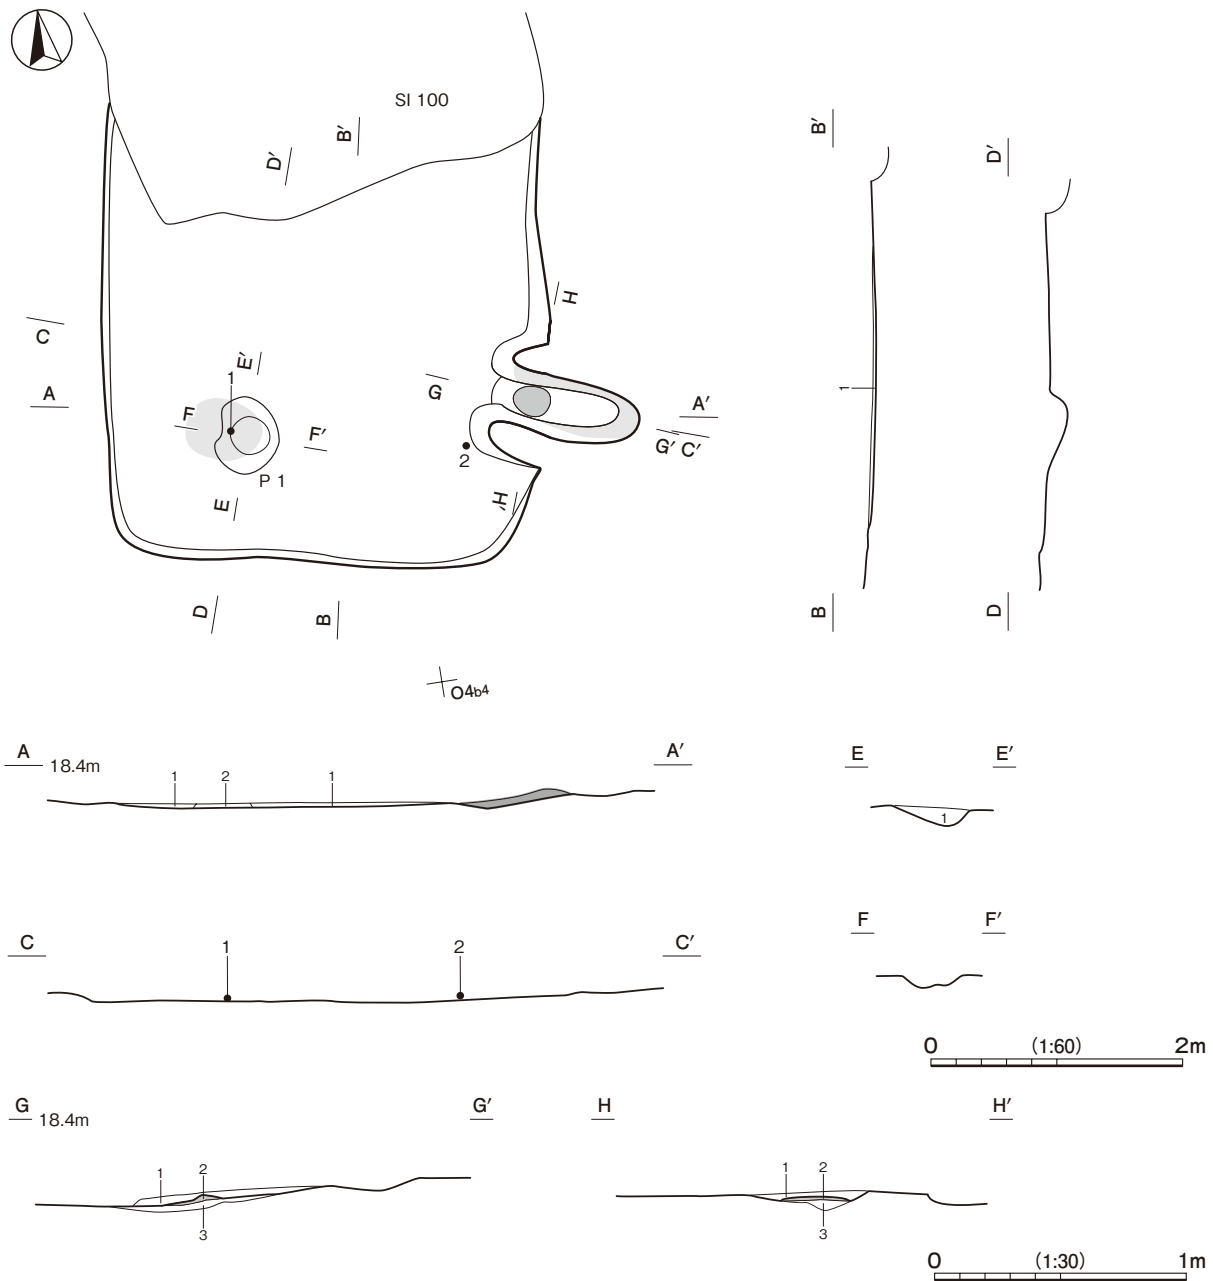 SI 100
B′
D′
B′
D′
H
C
E′
1
A
G
A′
F
F′
G′ C′
2
1
P 1
E
H′
D
B
B
D
O4b4
A 18.4m
A′
E
E′
1
2
1
1
C
C′
1
2
F
F′
0 (1:60) 2m
G 18.4m
G′
H
H′
1
2
3
1
2
3
0 (1:30) 1m